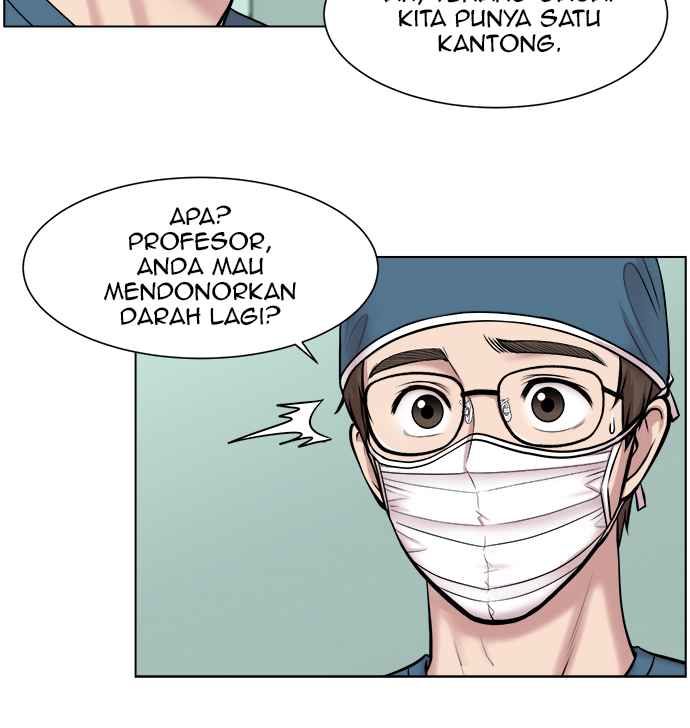 KITA PUNYA SATU
KANTONG.
APA?
PROFESOR,
ANDA MAU
MENDONORKAN
DARAH LAGI?